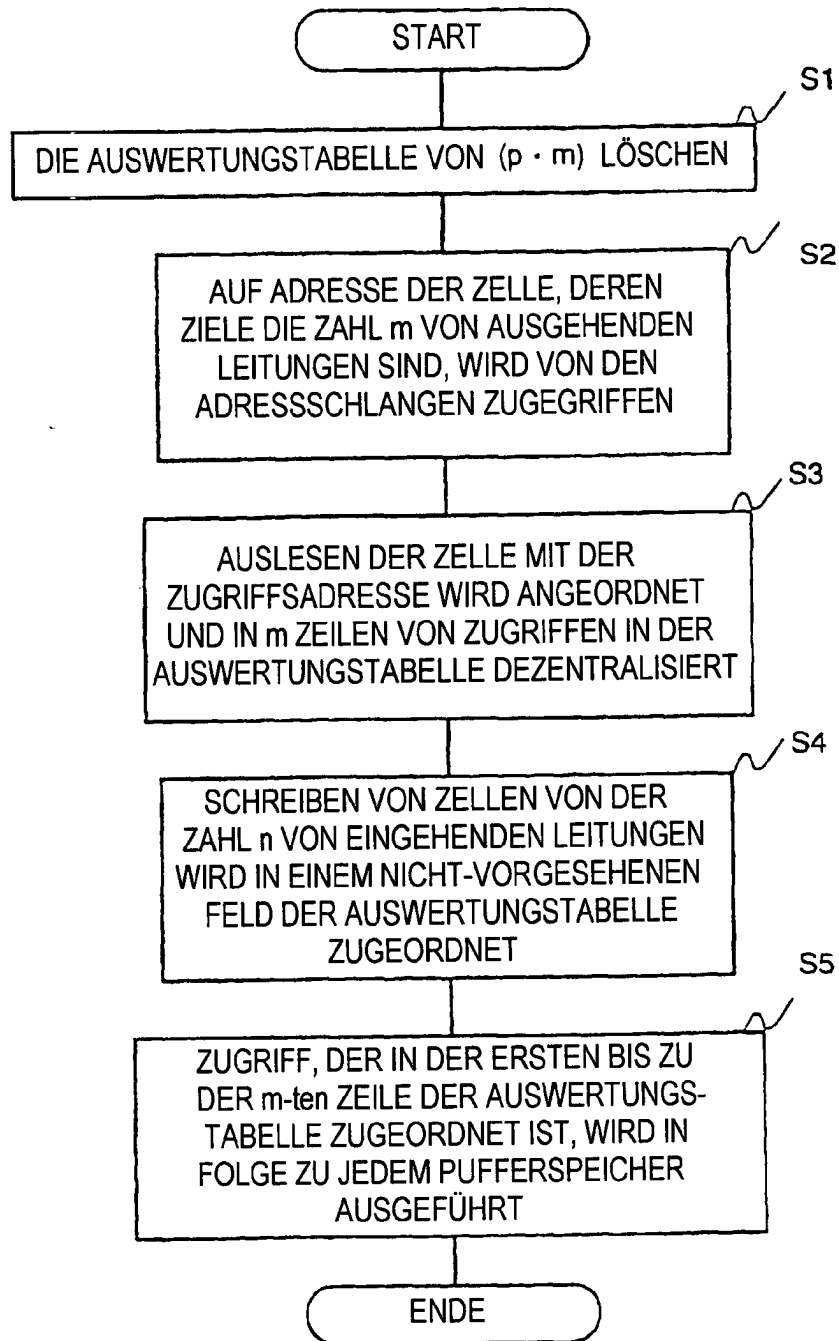 START
S1
DIE AUSWERTUNGSTABELLE VON (p · m) LÖSCHEN
S2
AUF ADRESSE DER ZELLE, DEREN
ZIELE DIE ZAHL m VON AUSGEHENDEN
LEITUNGEN SIND, WIRD VON DEN
ADRESSSCHLANGEN ZUGEGRIFFEN
S3
AUSLESEN DER ZELLE MIT DER
ZUGRIFFSADRESSE WIRD ANGEORDNET
UND IN m ZEILEN VON ZUGRIFFEN IN DER
AUSWERTUNGSTABELLE DEZENTRALISIERT
S4
SCHREIBEN VON ZELLEN VON DER
ZAHL n VON EINGEHENDEN LEITUNGEN
WIRD IN EINEM NICHT-VORGESEHENEN
FELD DER AUSWERTUNGSTABELLE
ZUGEORDNET
S5
ZUGRIFF, DER IN DER ERSTEN BIS ZU
DER m-ten ZEILE DER AUSWERTUNGS-
TABELLE ZUGEORDNET IST, WIRD IN
FOLGE ZU JEDEM PUFFERSPEICHER
AUSGEFÜHRT
ENDE